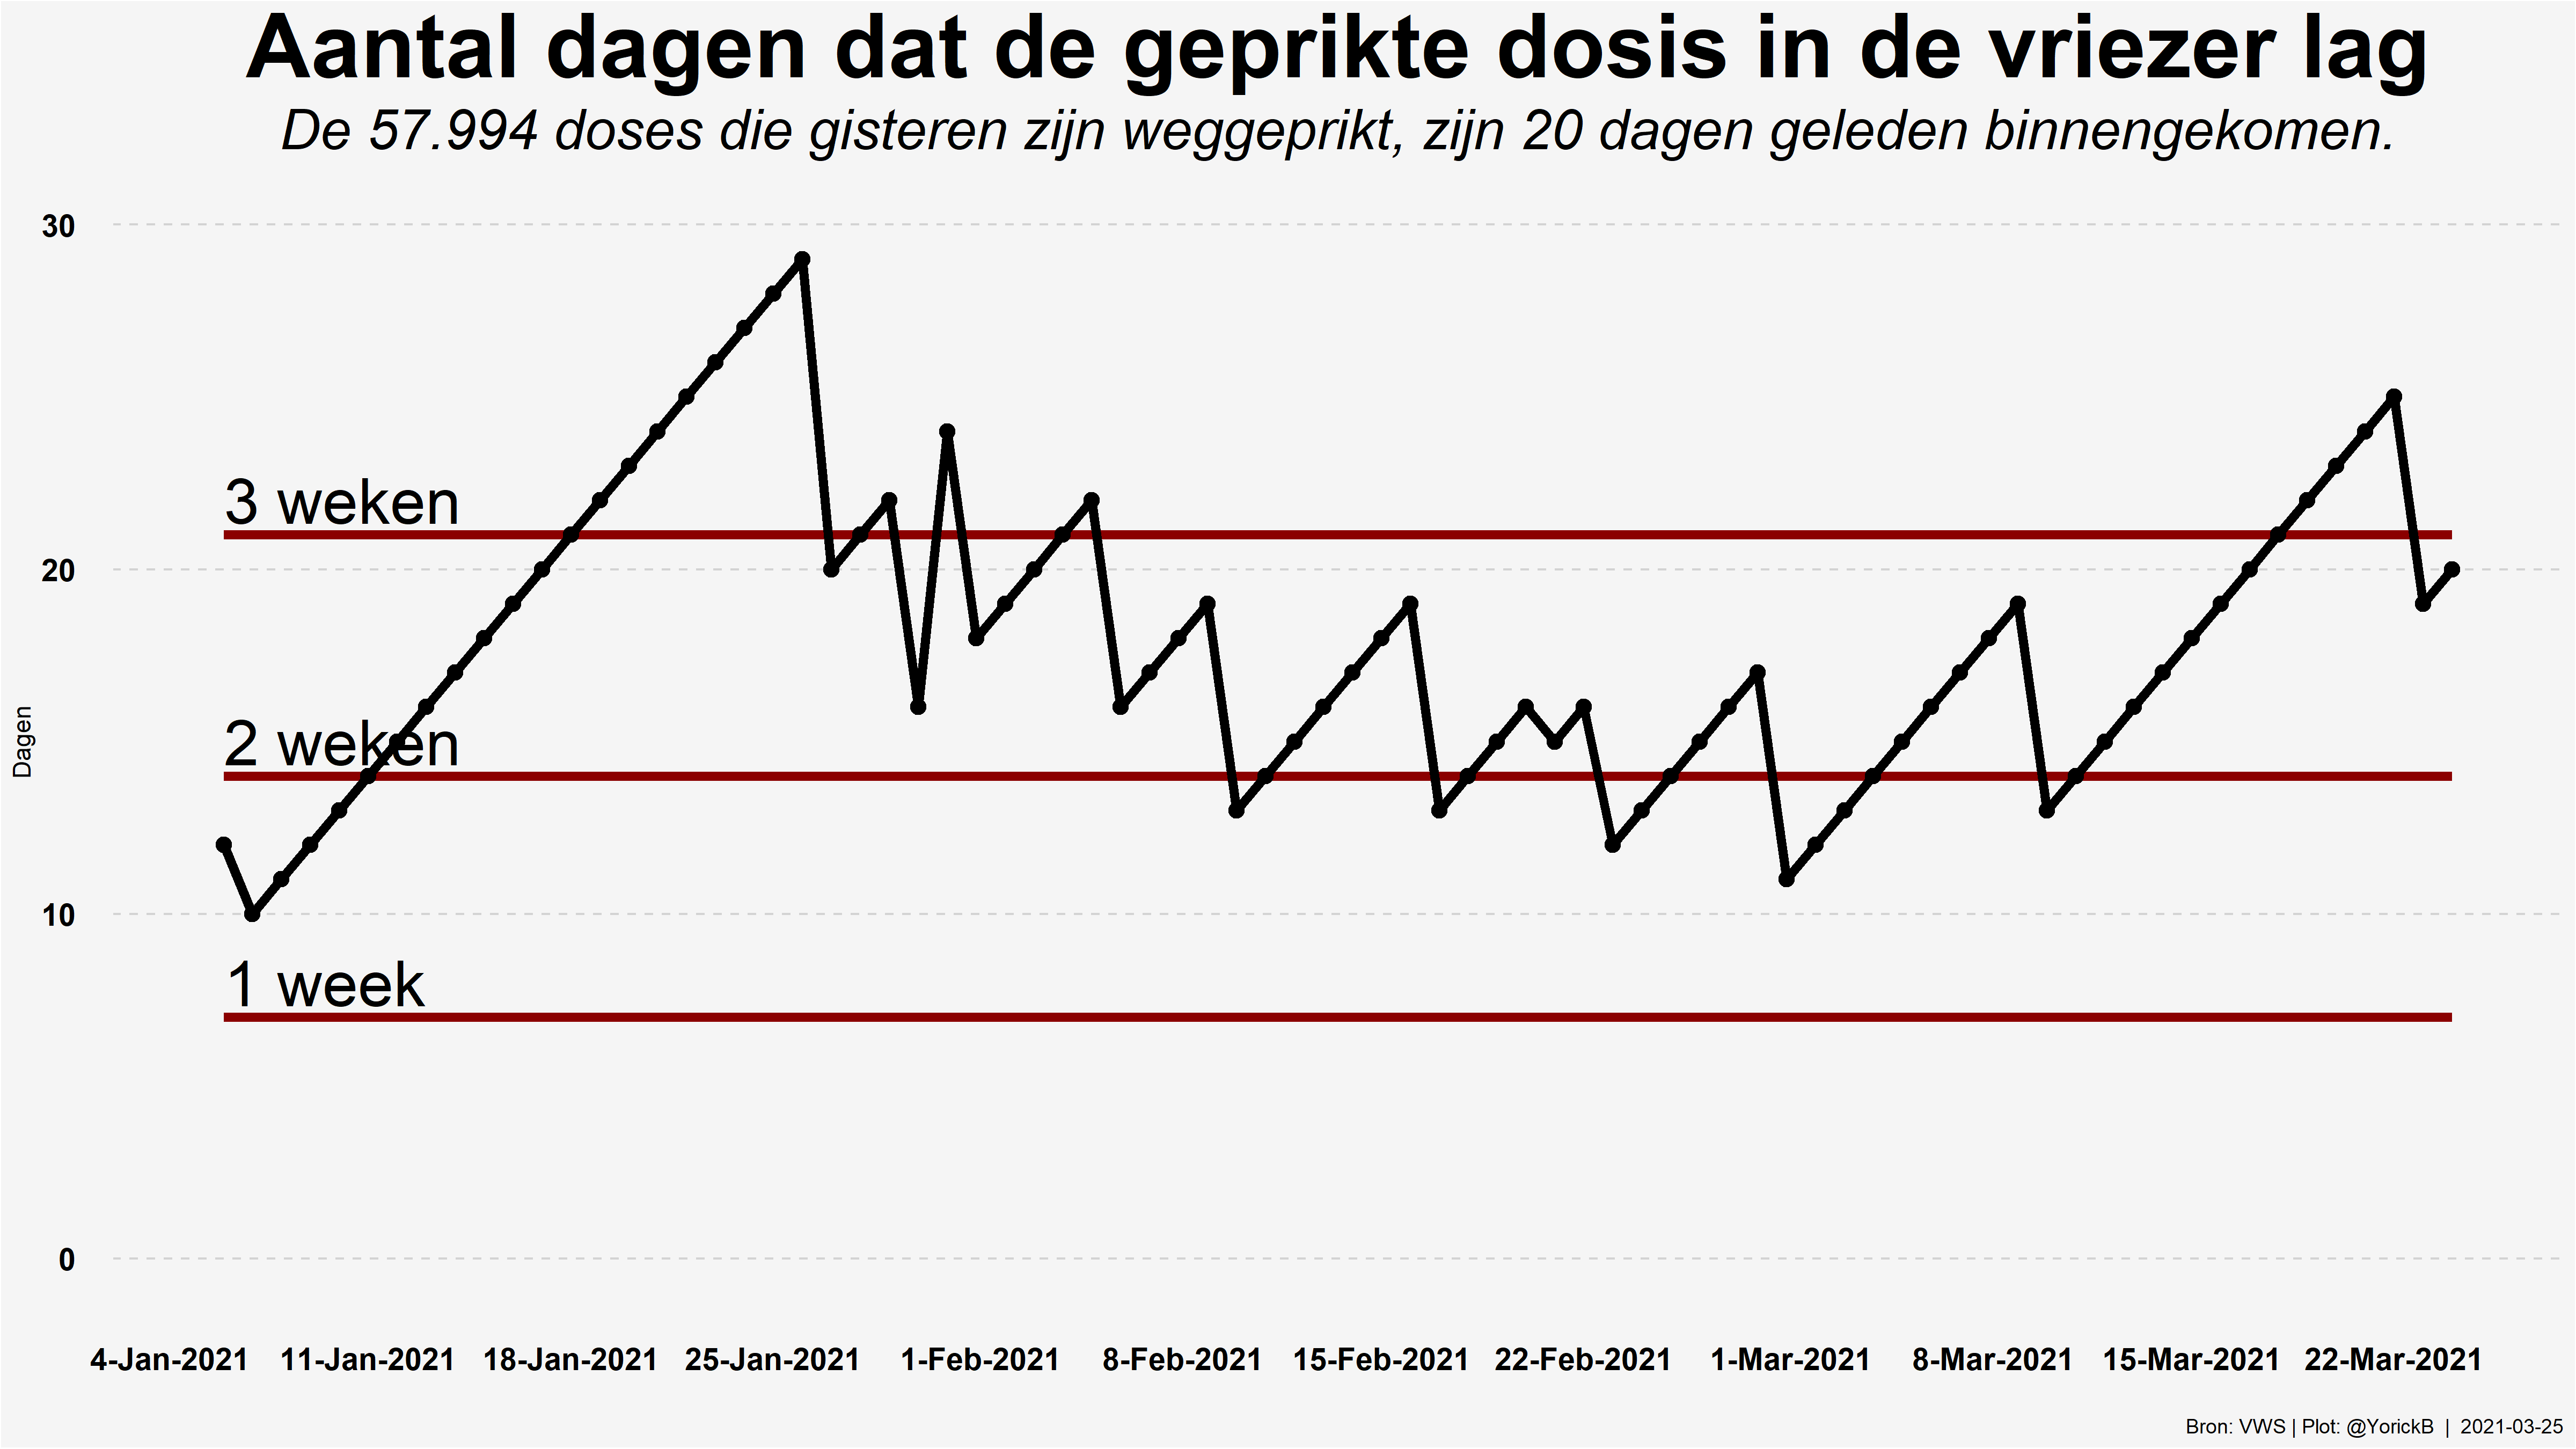 Aantal dagen dat de geprikte dosis in de vriezer lag
De 57.994 doses die gisteren zijn weggeprikt, zijn 20 dagen geleden binnengekomen.
30
3 weken
20
2 weken
Dagen
10
1 week
0
4-Jan-2021 11-Jan-2021 18-Jan-2021 25-Jan-2021 1-Feb-2021 8-Feb-2021 15-Feb-2021 22-Feb-2021 1-Mar-2021 8-Mar-2021 15-Mar-2021 22-Mar-2021
Bron: VWS | Plot: @YorickB | 2021-03-25